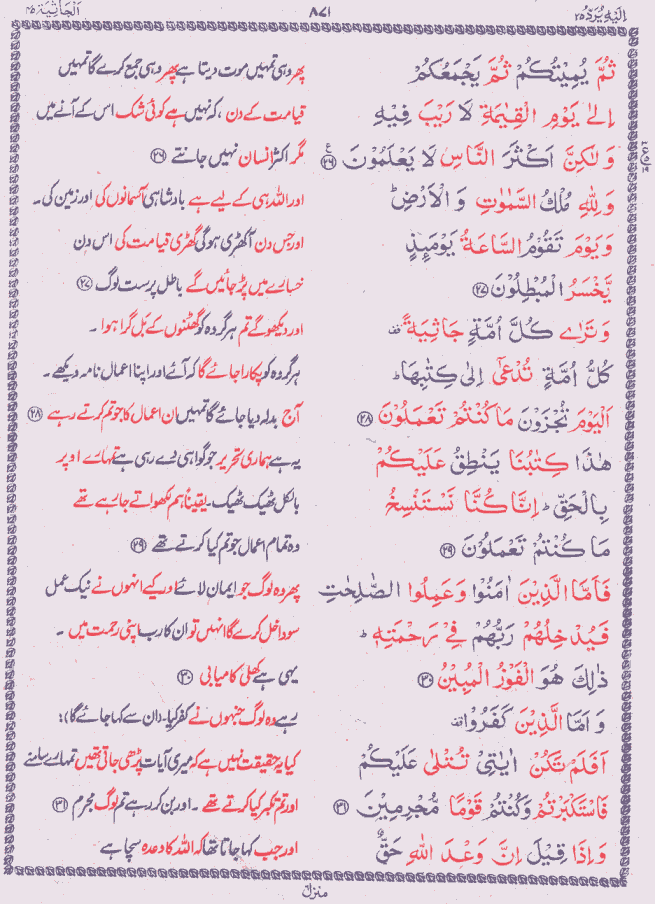 اِلَيْهِ يُرَدُّ ۲۵ ۸۷۱ اَلْجَاثِيَة ۴۵
ثُمَّ يُمِيْتُكُمْ ثُمَّ يَجْمَعُكُمْ پھر وہی تمہیں موت دیتا ہے پھر وہی جمع کرے گا تمہیں
اِلٰى يَوْمِ الْقِيٰمَةِ لَا رَيْبَ فِيْهِ قیامت کے دن ، کہ نہیں ہے کوئی شک اس کے آنے میں
وَلٰكِنَّ اَكْثَرَ النَّاسِ لَا يَعْلَمُوْنَ ۲۶ ع مگر اکثر انسان نہیں جانتے ۲۶
وَلِلّٰهِ مُلْكُ السَّمٰوٰتِ وَ الْاَرْضِ ؕ اور اللہ ہی کے لیے ہے بادشاہی آسمانوں کی اور زمین کی۔
وَيَوْمَ تَقُوْمُ السَّاعَةُ يَوْمَىِٕذٍ اور جس دن آ کھڑی ہوگی گھڑی قیامت کی اس دن
يَّخْسَرُ الْمُبْطِلُوْنَ ۲۷ خسارے میں پڑ جائیں گے باطل پرست لوگ ۲۷
وَتَرٰى كُلَّ اُمَّةٍ جَاثِيَةً اور دیکھو گے تم ہر گروہ کو گھٹنوں کے بَل گرا ہوا ۔
كُلُّ اُمَّةٍ تُدْعٰۤى اِلٰى كِتٰبِهَا ؕ ہر گروہ کو پکارا جائے گا کہ آئے اور اپنا اعمال نامہ دیکھے ۔
اَلْيَوْمَ تُجْزَوْنَ مَا كُنْتُمْ تَعْمَلُوْنَ ۲۸ آج بدلہ دیا جائے گا تمہیں ان اعمال کا جو تم کرتے رہے ۲۸
هٰذَا كِتٰبُنَا يَنْطِقُ عَلَيْكُمْ یہ ہے ہماری تحریر جو گواہی دے رہی ہے تمہارے اوپر
بِالْحَقِّ ؕ اِنَّا كُنَّا نَسْتَنْسِخُ بالکل ٹھیک ٹھیک ۔ یقیناً ہم لکھواتے جارہے تھے
مَا كُنْتُمْ تَعْمَلُوْنَ ۲۹ وہ تمام اعمال جو تم کیا کرتے تھے ۲۹
فَاَمَّا الَّذِيْنَ اٰمَنُوْا وَعَمِلُوا الصّٰلِحٰتِ پھر وہ لوگ جو ایمان لائے اور کیے انہوں نے نیک عمل
فَيُدْخِلُهُمْ رَبُّهُمْ فِيْ رَحْمَتِهٖ ؕ سو داخل کرے گا انہیں تو ان کا رب اپنی رحمت میں ۔
ذٰلِكَ هُوَ الْفَوْزُ الْمُبِيْنُ ۳۰ یہی ہے کھلی کامیابی ۳۰
وَ اَمَّا الَّذِيْنَ كَفَرُوْا رہے وہ لوگ جنہوں نے کفر کیا۔ (ان سے کہا جائے گا):
اَفَلَمْ تَكُنْ اٰيٰتِيْ تُتْلٰى عَلَيْكُمْ کیا یہ حقیقت نہیں ہے کہ میری آیات پڑھی جاتی تھیں تمہارے سامنے
فَاسْتَكْبَرْتُمْ وَكُنْتُمْ قَوْمًا مُّجْرِمِيْنَ ۳۱ اور تم تکبر کیا کرتے تھے ۔ اور بن کر رہے تم لوگ مجرم ۳۱
وَ اِذَا قِيْلَ اِنَّ وَعْدَ اللّٰهِ حَقٌّ اور جب کہا جاتا تھا کہ اللہ کا وعدہ سچا ہے
منزل